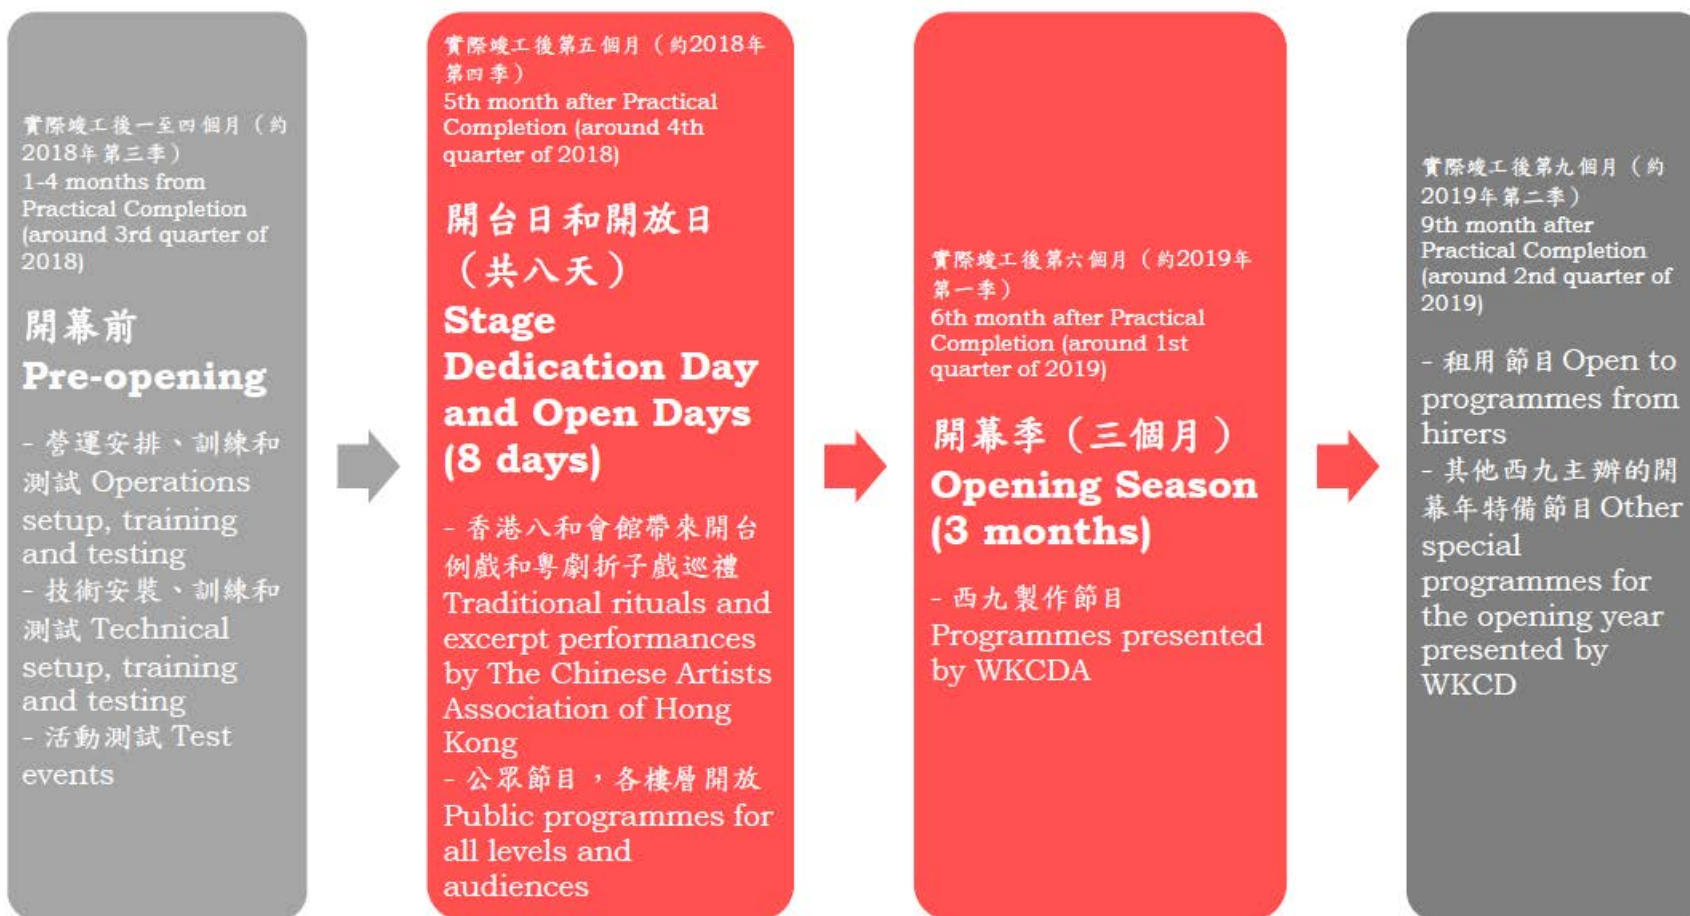 實際竣工後一至四個月（約
2018年第三季）
1-4 months from
Practical Completion
(around 3rd quarter of
2018)
開幕前
Pre-opening
- 營運安排、訓練和
測試 Operations
setup, training
and testing
- 技術安裝、訓練和
測試 Technical
setup, training
and testing
- 活動測試 Test
events
實際竣工後第五個月（約2018年
第四季）
5th month after Practical
Completion (around 4th
quarter of 2018)
開台日和開放日
（共八天）
Stage
Dedication Day
and Open Days
(8 days)
- 香港八和會館帶來開台
例戲和粵劇折子戲巡禮
Traditional rituals and
excerpt performances
by The Chinese Artists
Association of Hong
Kong
- 公眾節目，各樓層開放
Public programmes for
all levels and
audiences
實際竣工後第六個月（約2019年
第一季）
6th month after Practical
Completion (around 1st
quarter of 2019)
開幕季（三個月）
Opening Season
(3 months)
- 西九製作節目
Programmes presented
by WKCDA
實際竣工後第九個月（約
2019年第二季）
9th month after
Practical Completion
(around 2nd quarter of
2019)
- 租用節目 Open to
programmes from
hirers
- 其他西九主辦的開
幕年特備節目 Other
special
programmes for
the opening year
presented by
WKCD